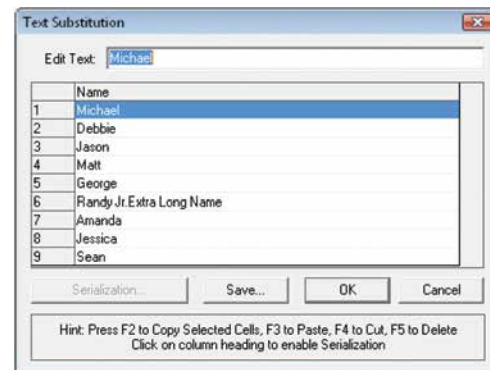 Text Substitution
Edit Text: Michael
Name
1 Michael
2 Debbie
3 Jason
4 Matt
5 George
6 Randy Jr.Extra Long Name
7 Amanda
8 Jessica
9 Sean
Serialization... Save... OK Cancel
Hint: Press F2 to Copy Selected Cells, F3 to Paste, F4 to Cut, F5 to Delete
Click on column heading to enable Serialization